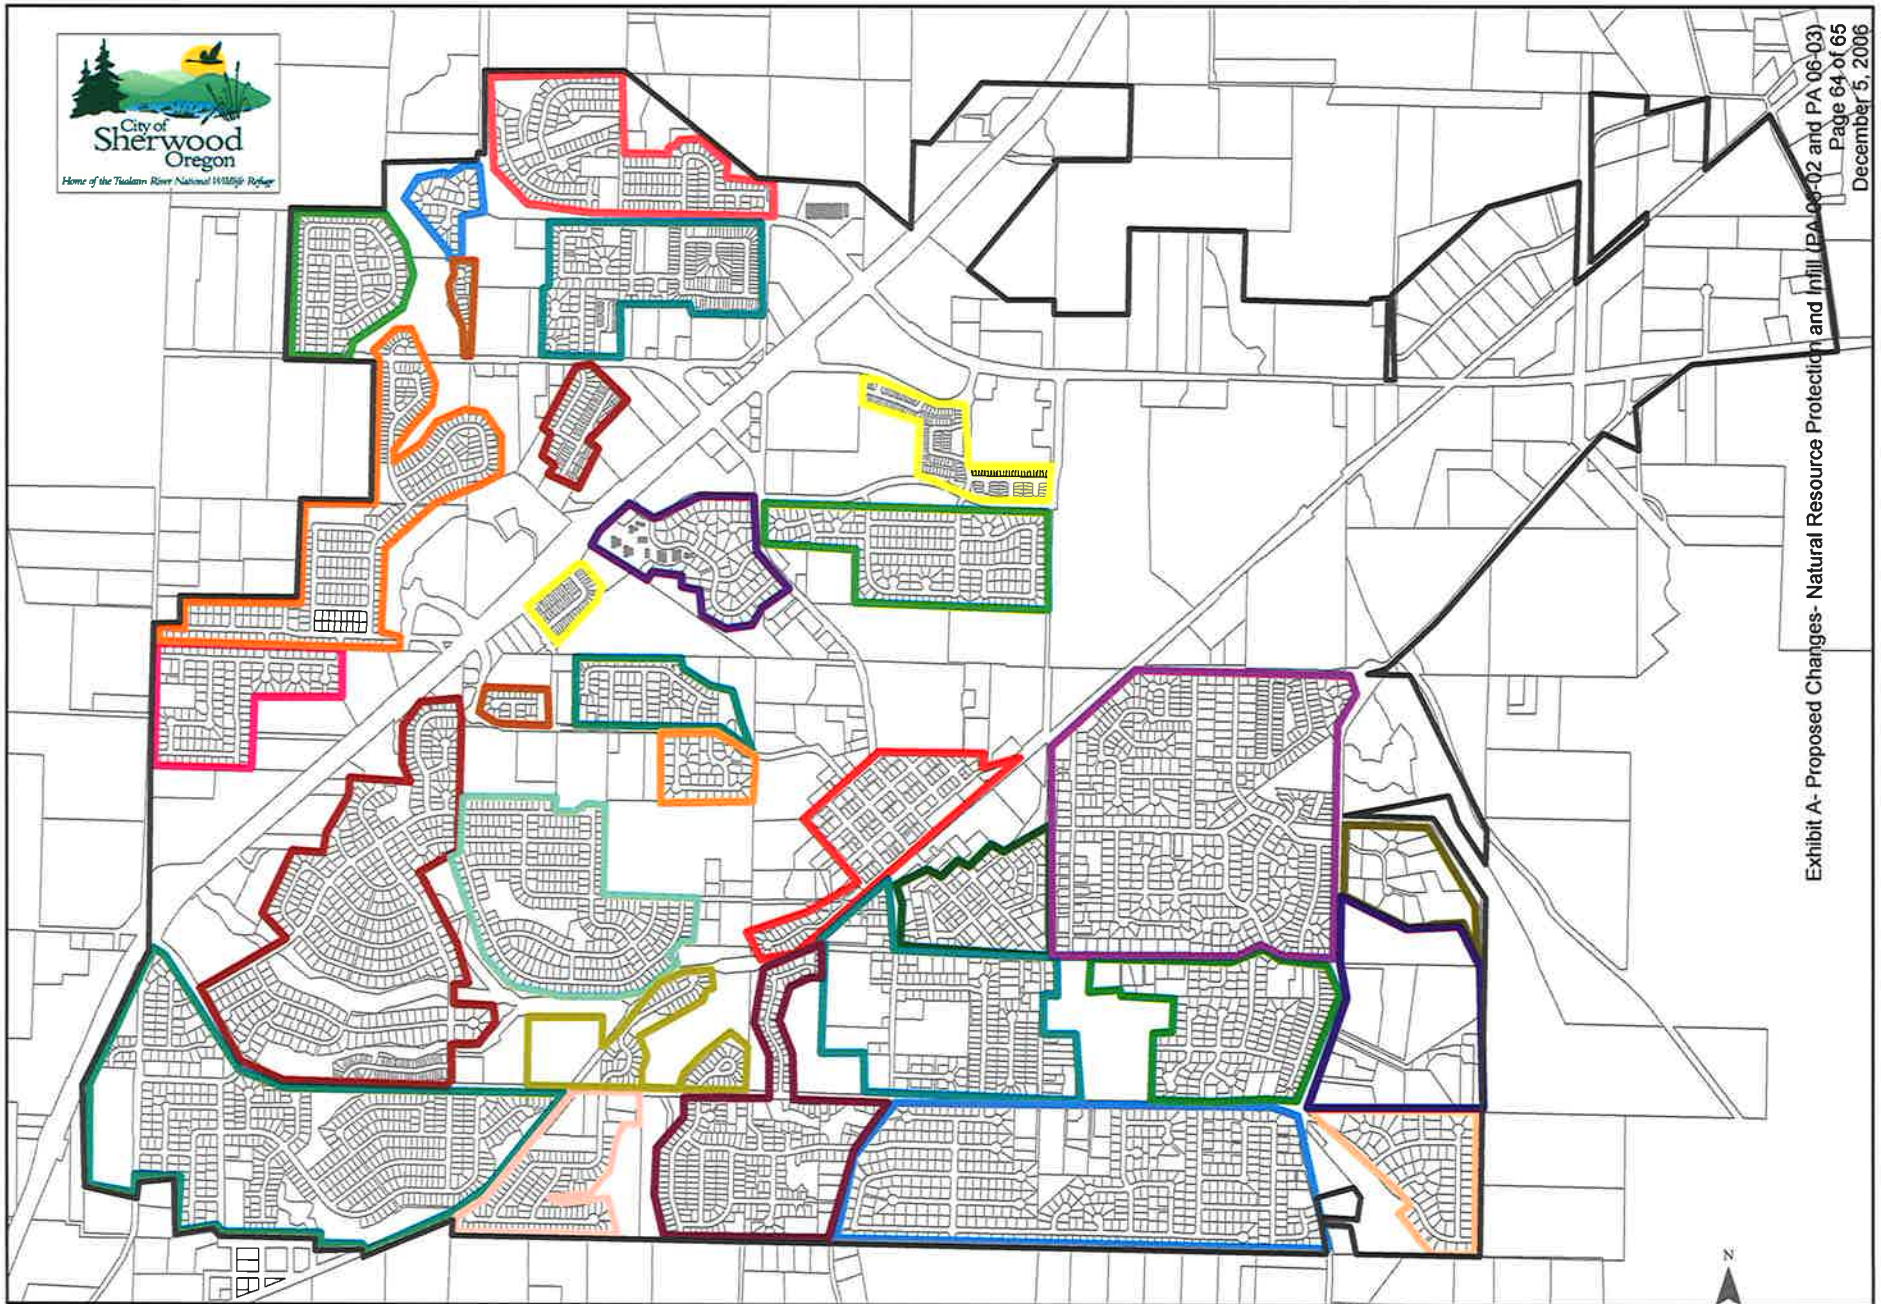 City of
Sherwood
Oregon
Home of the Tualatin River National Wildlife Refuge
Exhibit A- Proposed Changes- Natural Resource Protection and Infill (PA 06-02 and PA 06-03)
Page 64 of 65
December 5, 2006
N